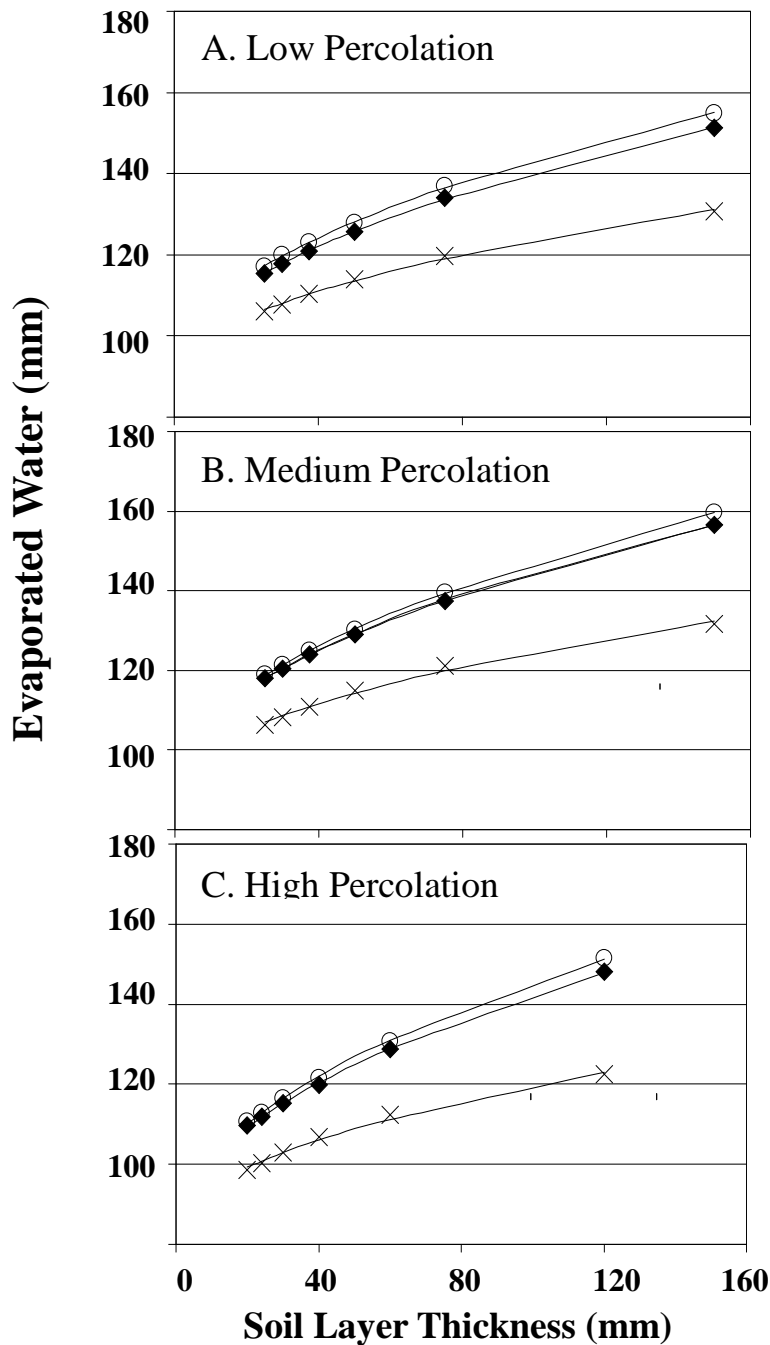 Evaporated Water (mm)
A. Low Percolation
180
160
140
120
100
B. Medium Percolation
180
160
140
120
100
C. High Percolation
180
160
140
120
100
0 40 80 120 160
Soil Layer Thickness (mm)